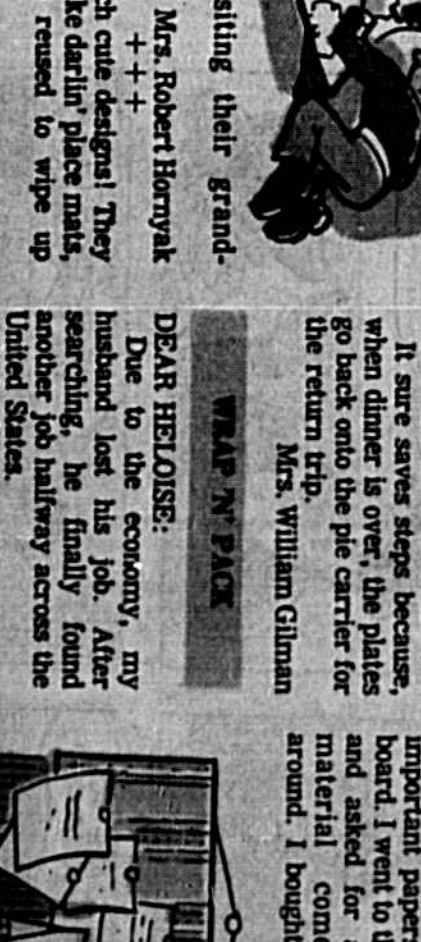 siting their grand-
Mrs. Robert Hornyak
+ + +
ch cute designs! They
ke darlin' place mats,
reused to wipe up
It sure saves steps because,
when dinner is over, the plates
go back onto the pie carrier for
the return trip.
Mrs. William Gilman
WRAP 'N' PACK
DEAR HELOISE:
Due to the economy, my
husband lost his job. After
searching, he finally found
another job halfway across the
United States.
important paper
board. I went to t
and asked for
material com
around. I bought